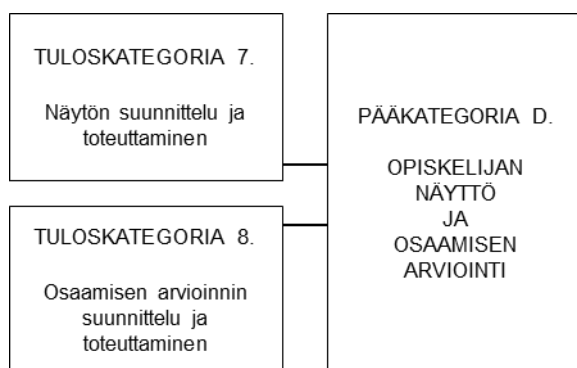 TULOSKATEGORIA 7.
Näytön suunnittelu ja
toteuttaminen
TULOSKATEGORIA 8.
Osaamisen arvioinnin
suunnittelu ja
toteuttaminen
PÄÄKATEGORIA D.
OPISKELIJAN
NÄYTTÖ
JA
OSAAMISEN
ARVIOINTI